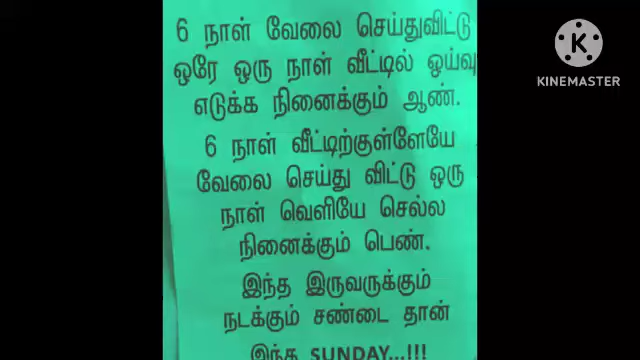 6 நாள் வேலை செய்துவிட்டு
ஒரே ஒரு நாள் வீட்டில் ஓய்வு
எடுக்க நினைக்கும் ஆண்.
6 நாள் வீட்டிற்குள்ளேயே
வேலை செய்து விட்டு ஒரு
நாள் வெளியே செல்ல
நினைக்கும் பெண்.
இந்த இருவருக்கும்
நடக்கும் சண்டை தான்
இந்த SUNDAY...!!!
K
KINEMASTER